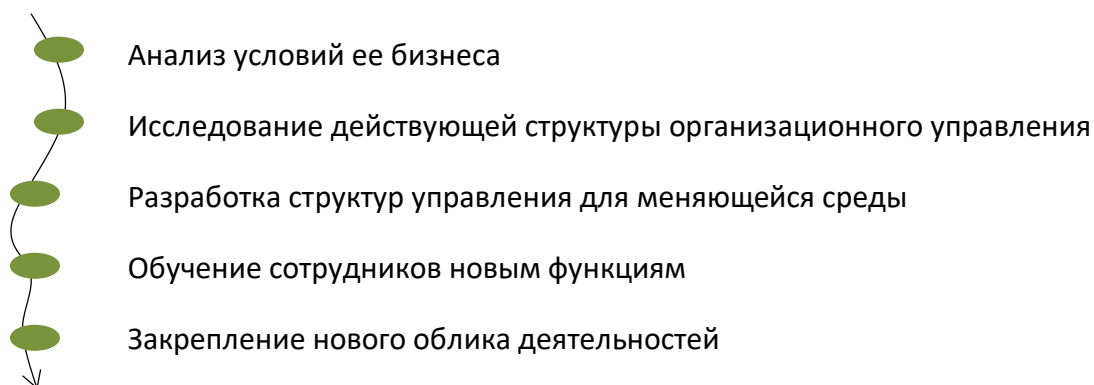 Анализ условий ее бизнеса
Исследование действующей структуры организационного управления
Разработка структур управления для меняющейся среды
Обучение сотрудников новым функциям
Закрепление нового облика деятельностей